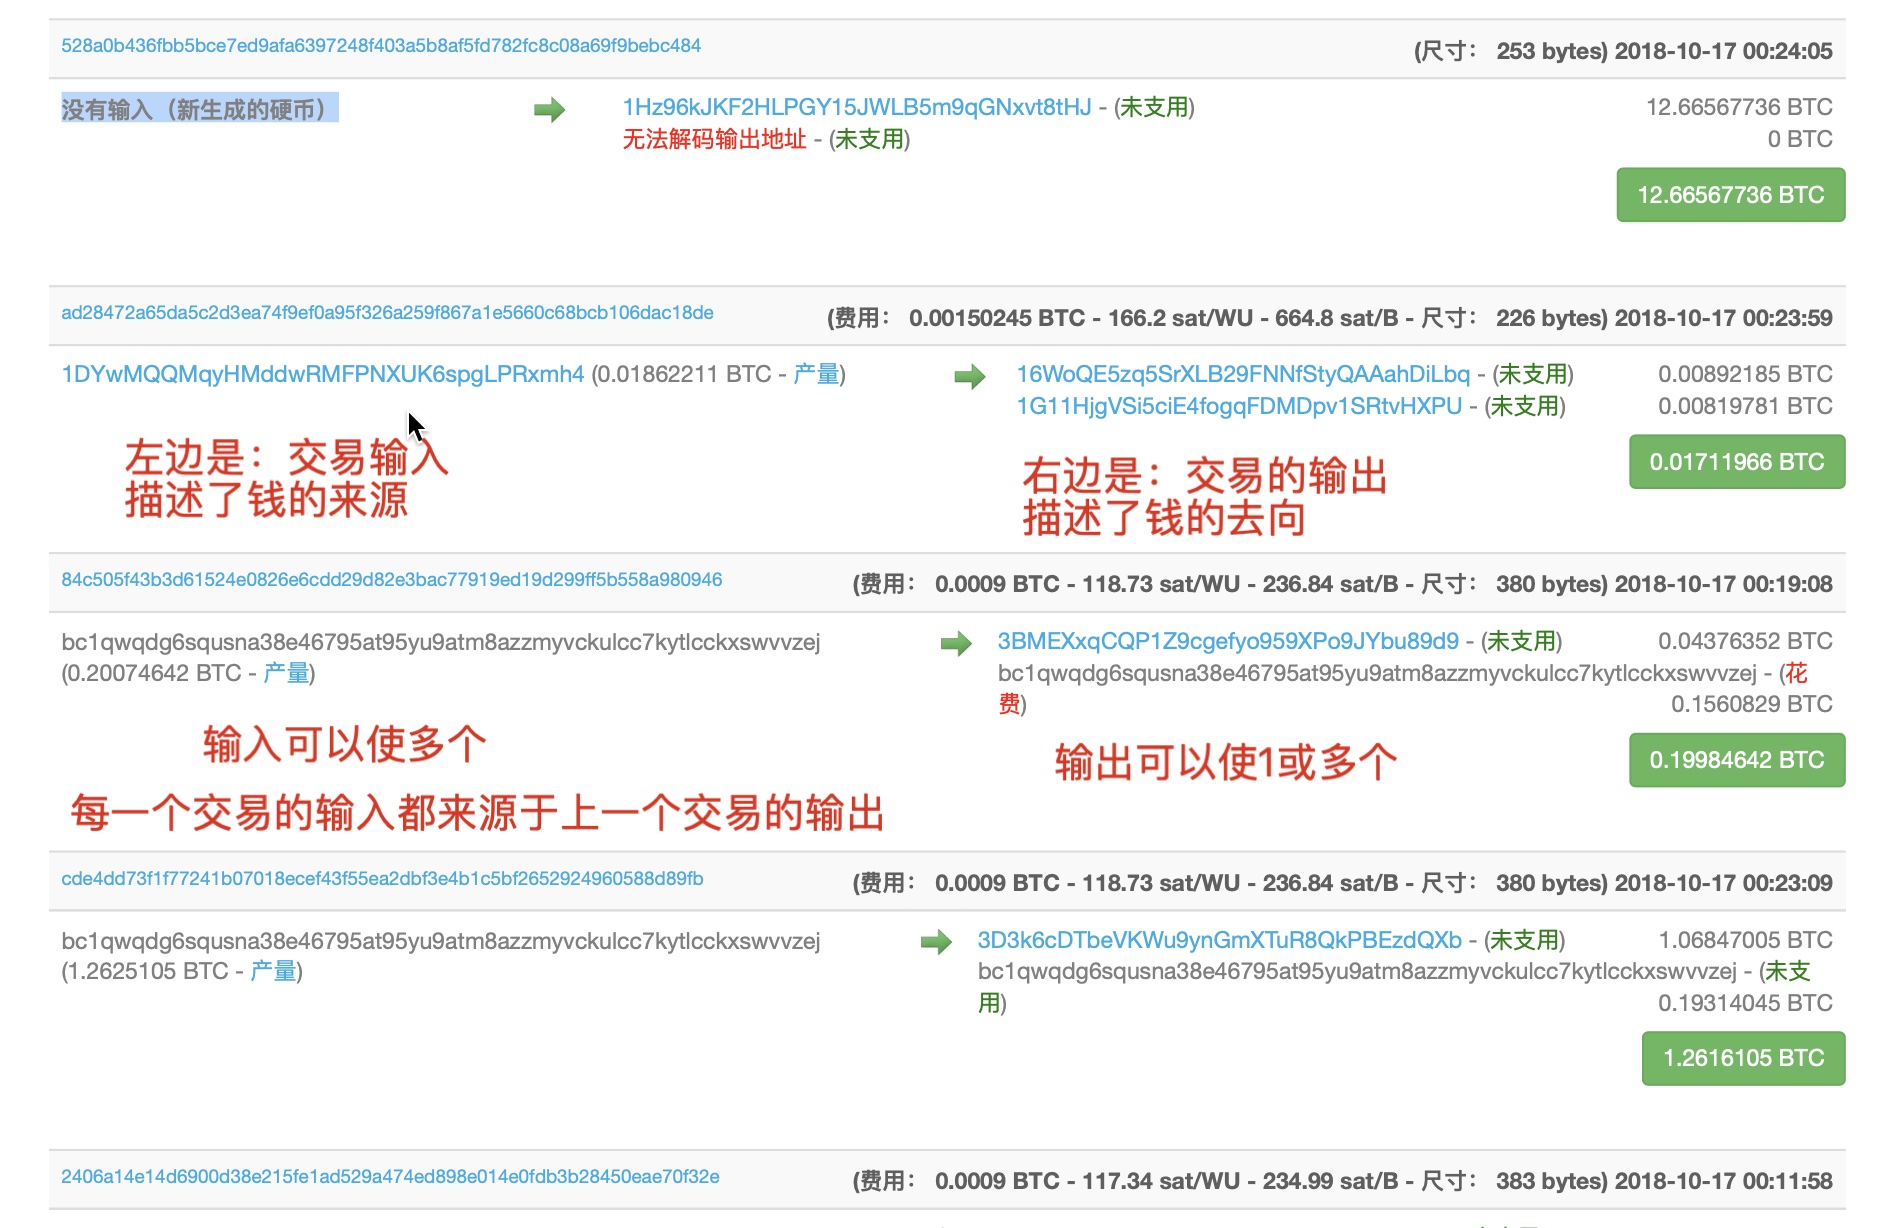 528a0b436fbb5bce7ed9afa6397248f403a5b8af5fd782fc8c08a69f9bebc484 (尺寸： 253 bytes) 2018-10-17 00:24:05
没有输入（新生成的硬币） 1Hz96kJKF2HLPGY15JWLB5m9qGNxvt8tHJ - (未支用) 12.66567736 BTC
无法解码输出地址 - (未支用) 0 BTC
12.66567736 BTC
ad28472a65da5c2d3ea74f9ef0a95f326a259f867a1e5660c68bcb106dac18de (费用： 0.00150245 BTC - 166.2 sat/WU - 664.8 sat/B - 尺寸： 226 bytes) 2018-10-17 00:23:59
1DYwMQQMqyHMddwRMFPNXUK6spgLPRxmh4 (0.01862211 BTC - 产量) 16WoQE5zq5SrXLB29FNNfStyQAAahDiLbq - (未支用) 0.00892185 BTC
1G11HjgVSi5ciE4fogqFDMDpv1SRtvHXPU - (未支用) 0.00819781 BTC
0.01711966 BTC
左边是：交易输入
描述了钱的来源
右边是：交易的输出
描述了钱的去向
84c505f43b3d61524e0826e6cdd29d82e3bac77919ed19d299ff5b558a980946 (费用： 0.0009 BTC - 118.73 sat/WU - 236.84 sat/B - 尺寸： 380 bytes) 2018-10-17 00:19:08
bc1qwqdg6squsna38e46795at95yu9atm8azzmyvckulcc7kytlcckxswvvzej 3BMEXxqCQP1Z9cgefyo959XPo9JYbu89d9 - (未支用) 0.04376352 BTC
(0.20074642 BTC - 产量) bc1qwqdg6squsna38e46795at95yu9atm8azzmyvckulcc7kytlcckxswvvzej - (花
费) 0.1560829 BTC
0.19984642 BTC
输入可以使多个
输出可以使1或多个
每一个交易的输入都来源于上一个交易的输出
cde4dd73f1f77241b07018ecef43f55ea2dbf3e4b1c5bf2652924960588d89fb (费用： 0.0009 BTC - 118.73 sat/WU - 236.84 sat/B - 尺寸： 380 bytes) 2018-10-17 00:23:09
bc1qwqdg6squsna38e46795at95yu9atm8azzmyvckulcc7kytlcckxswvvzej 3D3k6cDTbeVKWu9ynGmXTuR8QkPBEzdQXb - (未支用) 1.06847005 BTC
(1.2625105 BTC - 产量) bc1qwqdg6squsna38e46795at95yu9atm8azzmyvckulcc7kytlcckxswvvzej - (未支
用) 0.19314045 BTC
1.2616105 BTC
2406a14e14d6900d38e215fe1ad529a474ed898e014e0fdb3b28450eae70f32e (费用： 0.0009 BTC - 117.34 sat/WU - 234.99 sat/B - 尺寸： 383 bytes) 2018-10-17 00:11:58